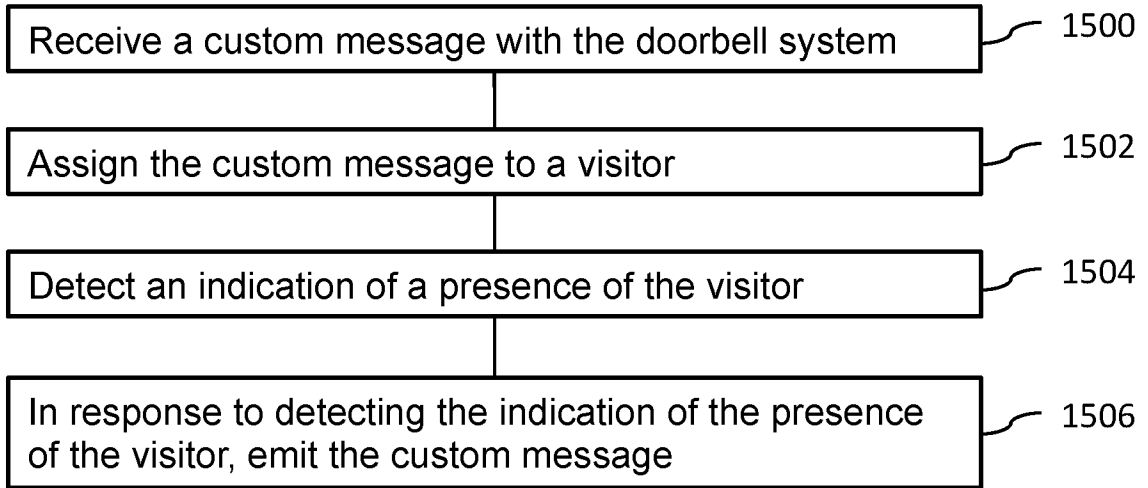 Receive a custom message with the doorbell system
1500
Assign the custom message to a visitor
1502
Detect an indication of a presence of the visitor
1504
In response to detecting the indication of the presence
of the visitor, emit the custom message
1506